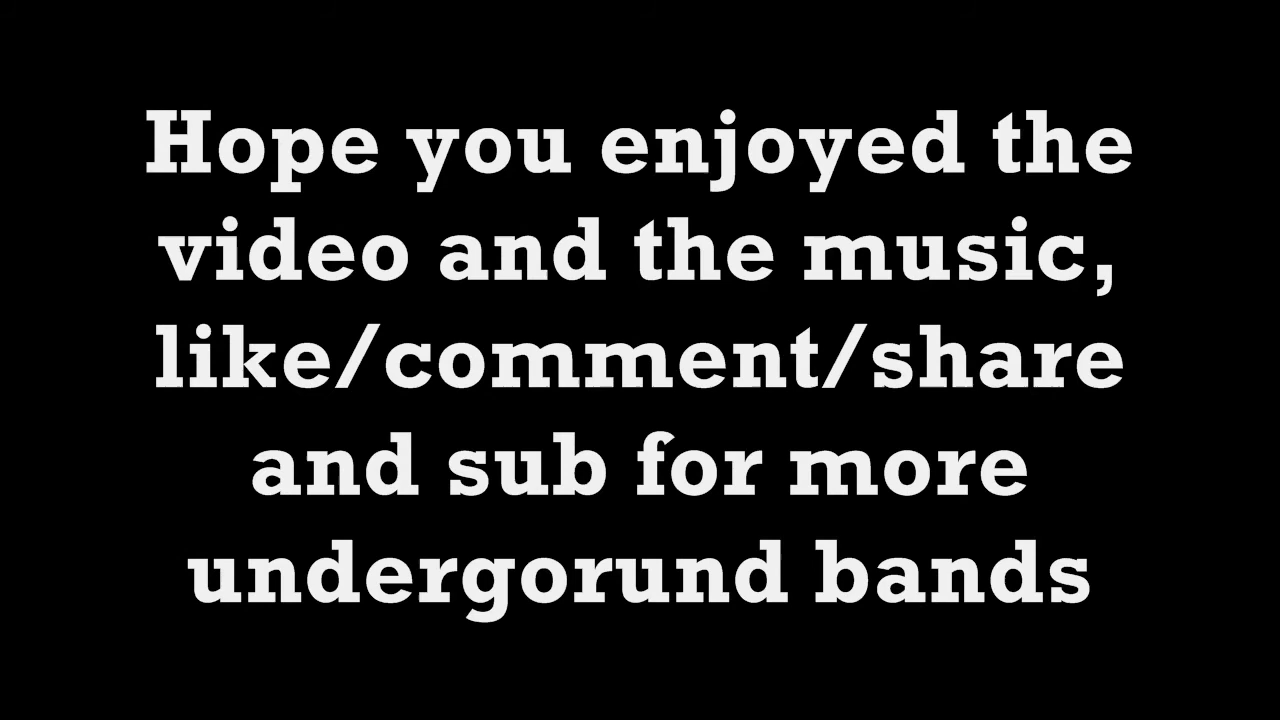 Hope you enjoyed the
video and the music,
like/comment/share
and sub for more
undergorund bands